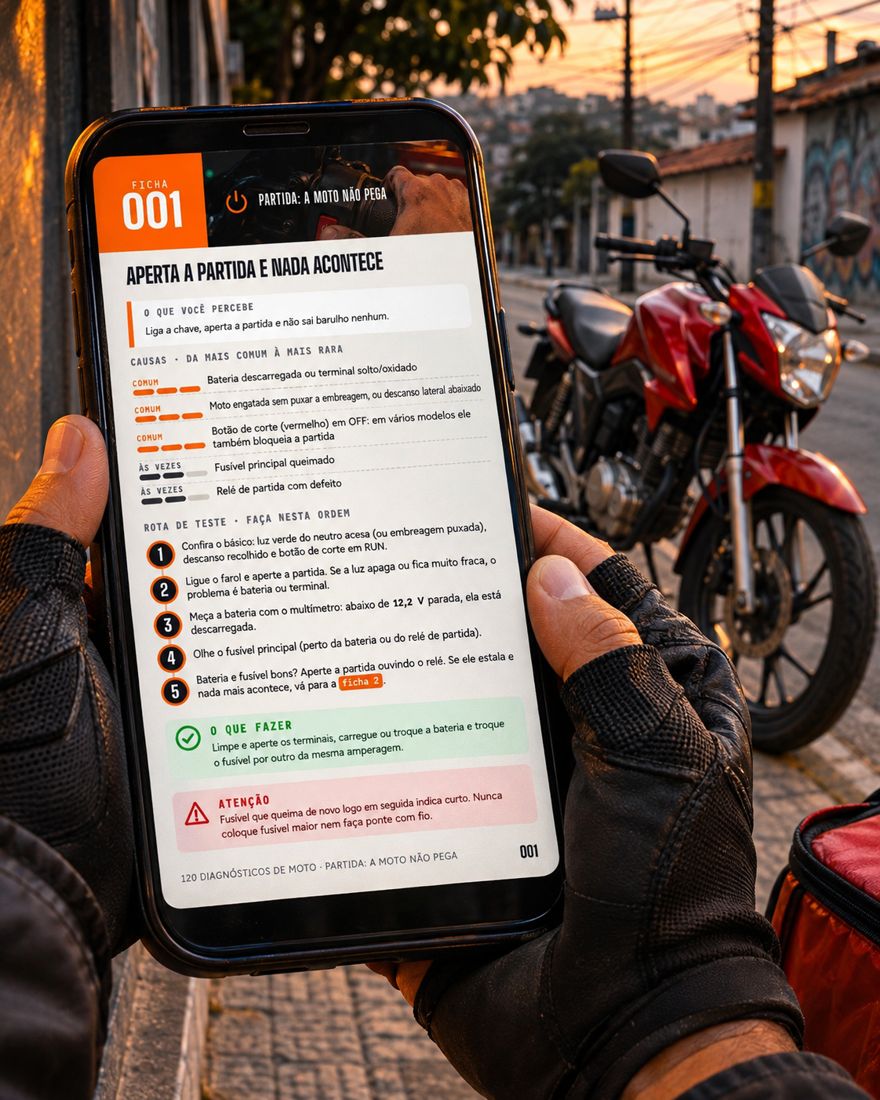 FICHA
001
PARTIDA: A MOTO NÃO PEGA
APERTA A PARTIDA E NADA ACONTECE
O QUE VOCÊ PERCEBE
Liga a chave, aperta a partida e não sai barulho nenhum.
CAUSAS · DA MAIS COMUM À MAIS RARA
COMUM
Bateria descarregada ou terminal solto/oxidado
COMUM
Moto engatada sem puxar a embreagem, ou descanso lateral abaixado
COMUM
Botão de corte (vermelho) em OFF: em vários modelos ele
também bloqueia a partida
ÀS VEZES
Fusível principal queimado
ÀS VEZES
Relé de partida com defeito
ROTA DE TESTE · FAÇA NESTA ORDEM
1 Confira o básico: luz verde do neutro acesa (ou embreagem puxada),
descanso recolhido e botão de corte em RUN.
2 Ligue o farol e aperte a partida. Se a luz apaga ou fica muito fraca, o
problema é bateria ou terminal.
3 Meça a bateria com o multímetro: abaixo de 12,2 V parada, ela está
descarregada.
4 Olhe o fusível principal (perto da bateria ou do relé de partida).
5 Bateria e fusível bons? Aperte a partida ouvindo o relé. Se ele estala e
nada mais acontece, vá para a ficha 2.
O QUE FAZER
Limpe e aperte os terminais, carregue ou troque a bateria e troque
o fusível por outro da mesma amperagem.
ATENÇÃO
Fusível que queima de novo logo em seguida indica curto. Nunca
coloque fusível maior nem faça ponte com fio.
120 DIAGNÓSTICOS DE MOTO · PARTIDA: A MOTO NÃO PEGA
001